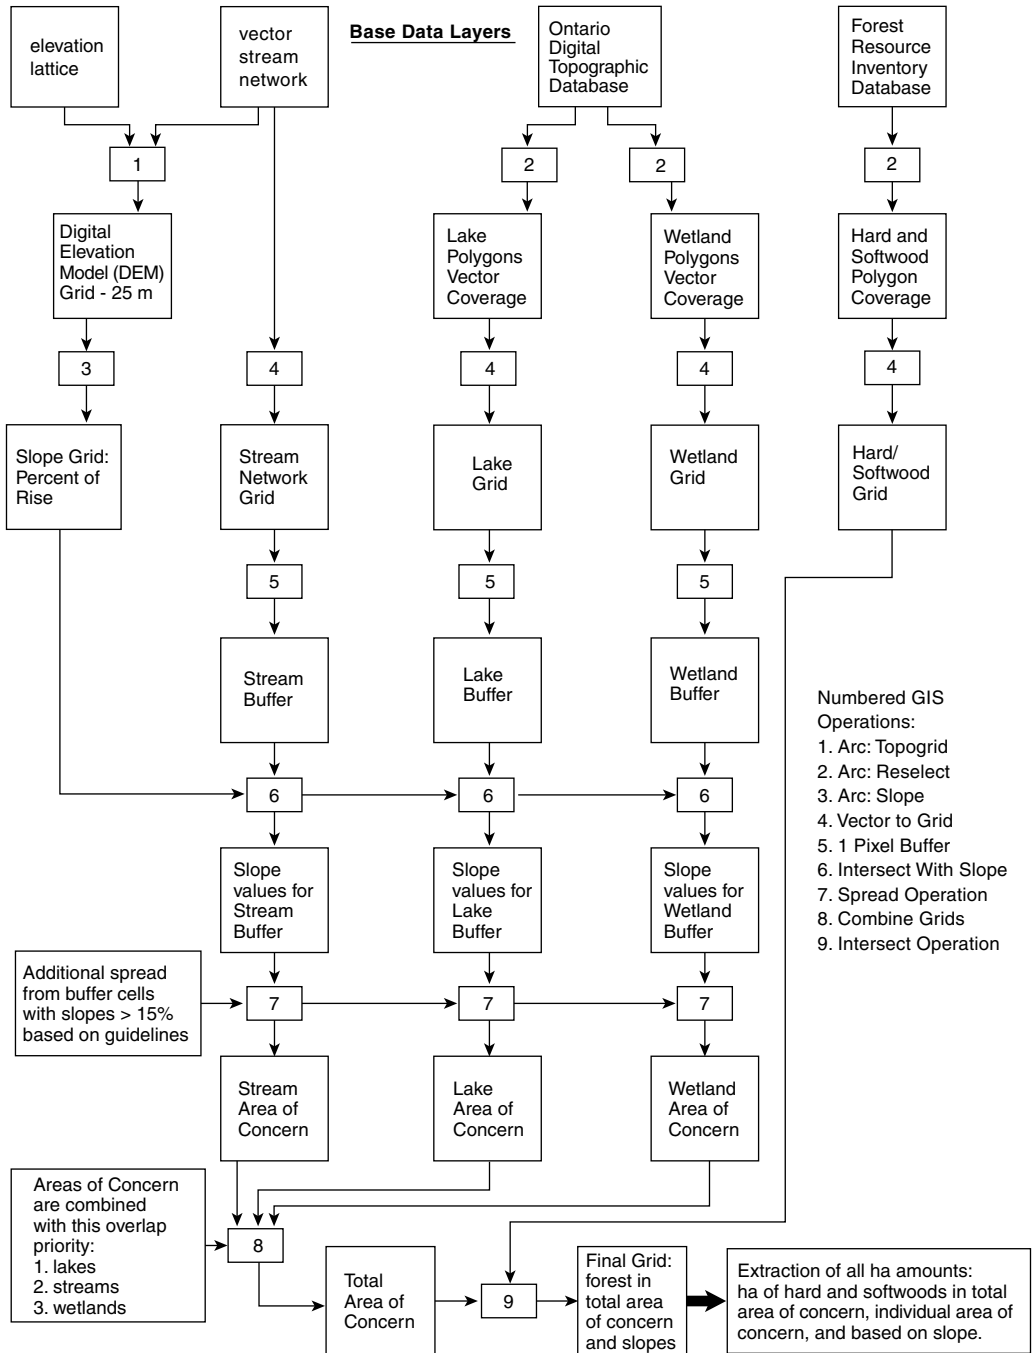 Base Data Layers
elevation
lattice
vector
stream
network
Ontario
Digital
Topographic
Database
Forest
Resource
Inventory
Database
1
2
2
2
Digital
Elevation
Model (DEM)
Grid - 25 m
Lake
Polygons
Vector
Coverage
Wetland
Polygons
Vector
Coverage
Hard and
Softwood
Polygon
Coverage
3
4
4
4
4
Slope Grid:
Percent of
Rise
Stream
Network
Grid
Lake
Grid
Wetland
Grid
Hard/
Softwood
Grid
5
5
5
Stream
Buffer
Lake
Buffer
Wetland
Buffer
Numbered GIS
Operations:
1. Arc: Topogrid
2. Arc: Reselect
3. Arc: Slope
4. Vector to Grid
5. 1 Pixel Buffer
6. Intersect With Slope
7. Spread Operation
8. Combine Grids
9. Intersect Operation
6
6
6
Slope
values for
Stream
Buffer
Slope
values for
Lake
Buffer
Slope
values for
Wetland
Buffer
Additional spread
from buffer cells
with slopes > 15%
based on guidelines
7
7
7
Stream
Area of
Concern
Lake
Area of
Concern
Wetland
Area of
Concern
Areas of Concern
are combined
with this overlap
priority:
1. lakes
2. streams
3. wetlands
8
Total
Area of
Concern
9
Final Grid:
forest in
total area
of concern
and slopes
Extraction of all ha amounts:
ha of hard and softwoods in total
area of concern, individual area of
concern, and based on slope.